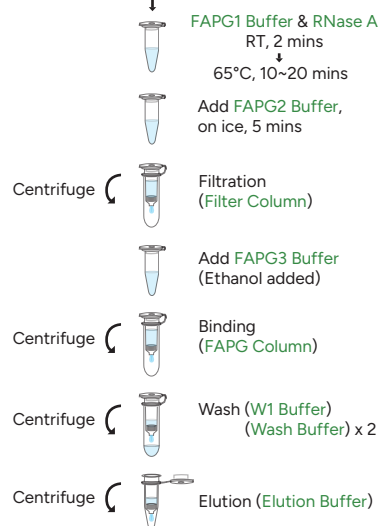 FAPG1 Buffer & RNase A
RT, 2 mins
65°C, 10~20 mins
Add FAPG2 Buffer,
on ice, 5 mins
Centrifuge
Filtration
(Filter Column)
Add FAPG3 Buffer
(Ethanol added)
Centrifuge
Binding
(FAPG Column)
Centrifuge
Wash (W1 Buffer)
(Wash Buffer) x 2
Centrifuge
Elution (Elution Buffer)